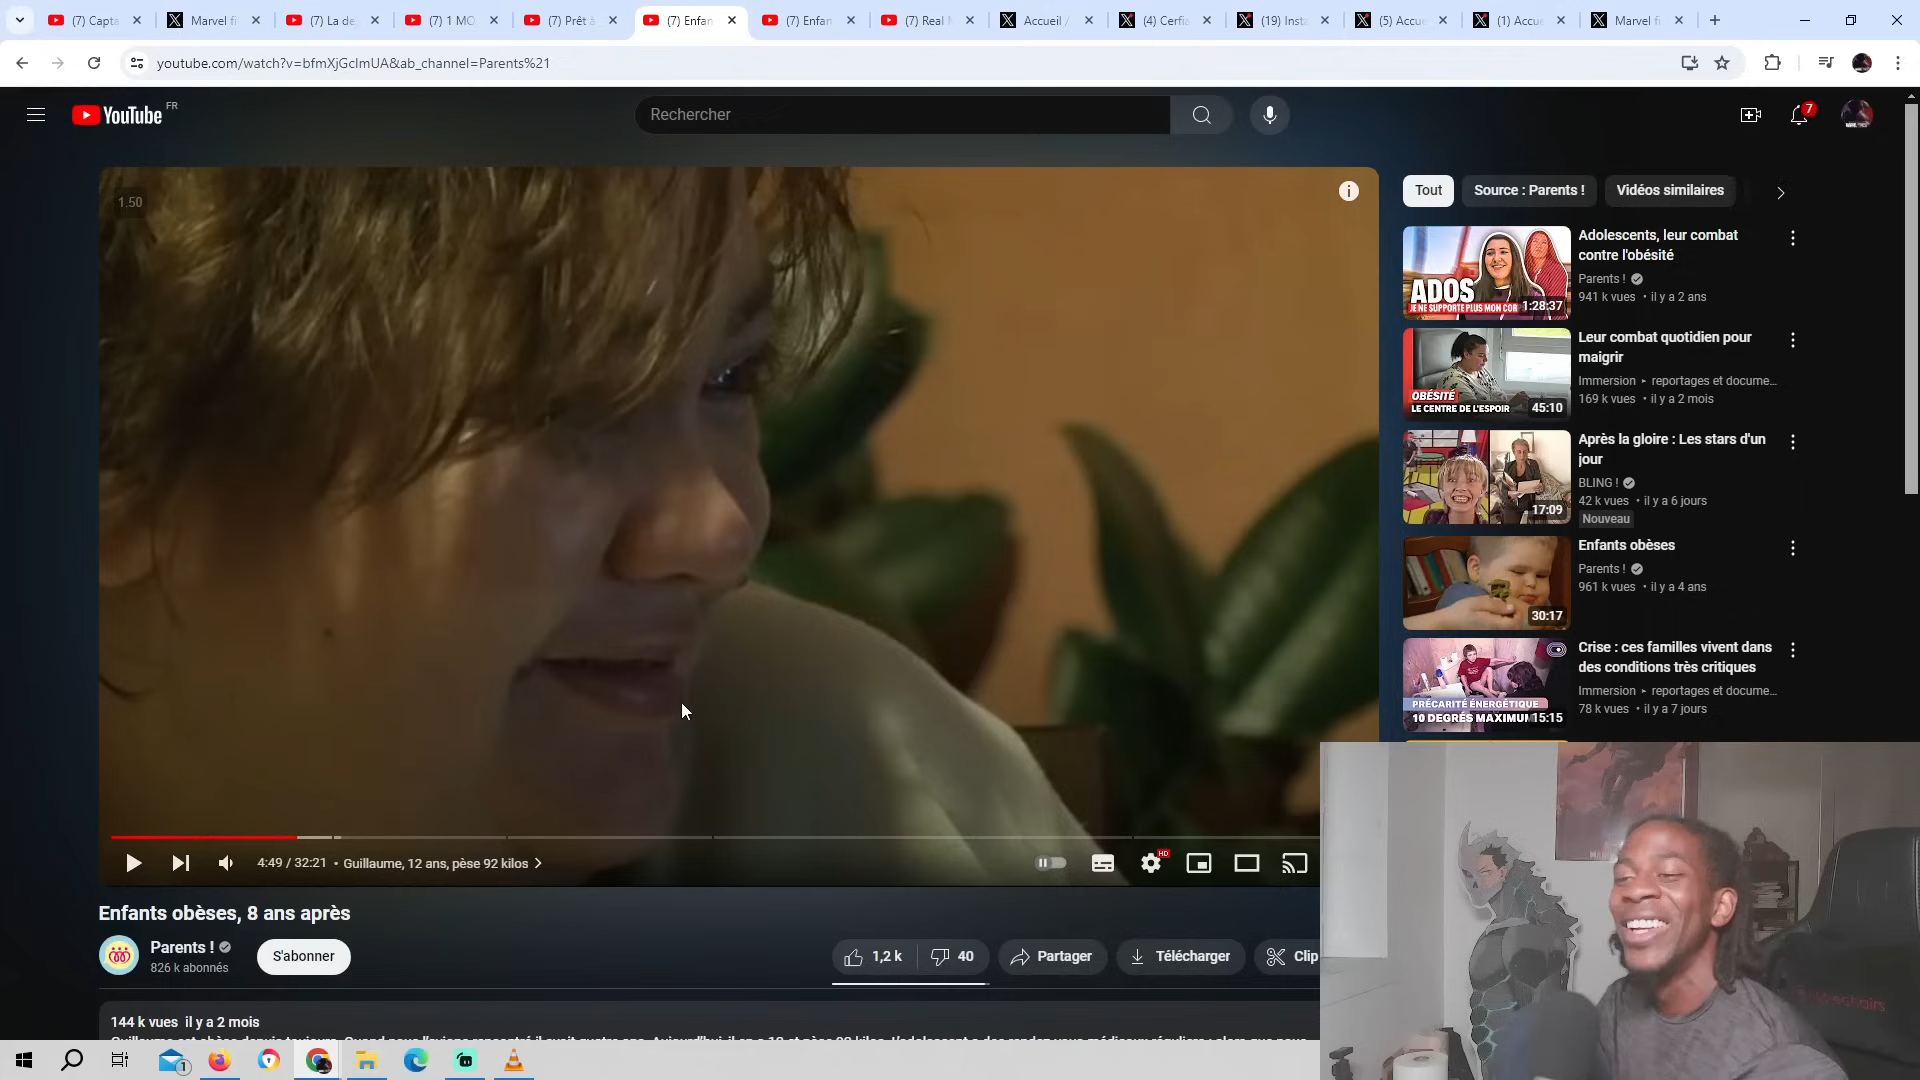 (7) Capta
Marvel fi
(7) La de
(7) 1 MO
(7) Prêt à
(7) Enfan
(7) Enfan
(7) Real M
Accueil /
(4) Cerfia
(19) Insta
(5) Accue
(1) Accue
Marvel fi
youtube.com/watch?v=bfmXjGcImUA&ab_channel=Parents%21
YouTube FR
Rechercher
7
1.50
Tout
Source : Parents !
Vidéos similaires
ADOS
JE NE SUPPORTE PLUS MON COR
1:28:37
Adolescents, leur combat
contre l'obésité
Parents !
941 k vues • il y a 2 ans
OBÉSITÉ
LE CENTRE DE L'ESPOIR
45:10
Leur combat quotidien pour
maigrir
Immersion ▸ reportages et docume...
169 k vues • il y a 2 mois
17:09
Après la gloire : Les stars d'un
jour
BLING !
42 k vues • il y a 6 jours
Nouveau
30:17
Enfants obèses
Parents !
961 k vues • il y a 4 ans
PRÉCARITÉ ÉNERGÉTIQUE
10 DEGRÉS MAXIMUM
15:15
Crise : ces familles vivent dans
des conditions très critiques
Immersion ▸ reportages et docume...
78 k vues • il y a 7 jours
4:49 / 32:21 • Guillaume, 12 ans, pèse 92 kilos
HD
Enfants obèses, 8 ans après
Parents !
826 k abonnés
S'abonner
1,2 k
40
Partager
Télécharger
Clip
144 k vues il y a 2 mois
1